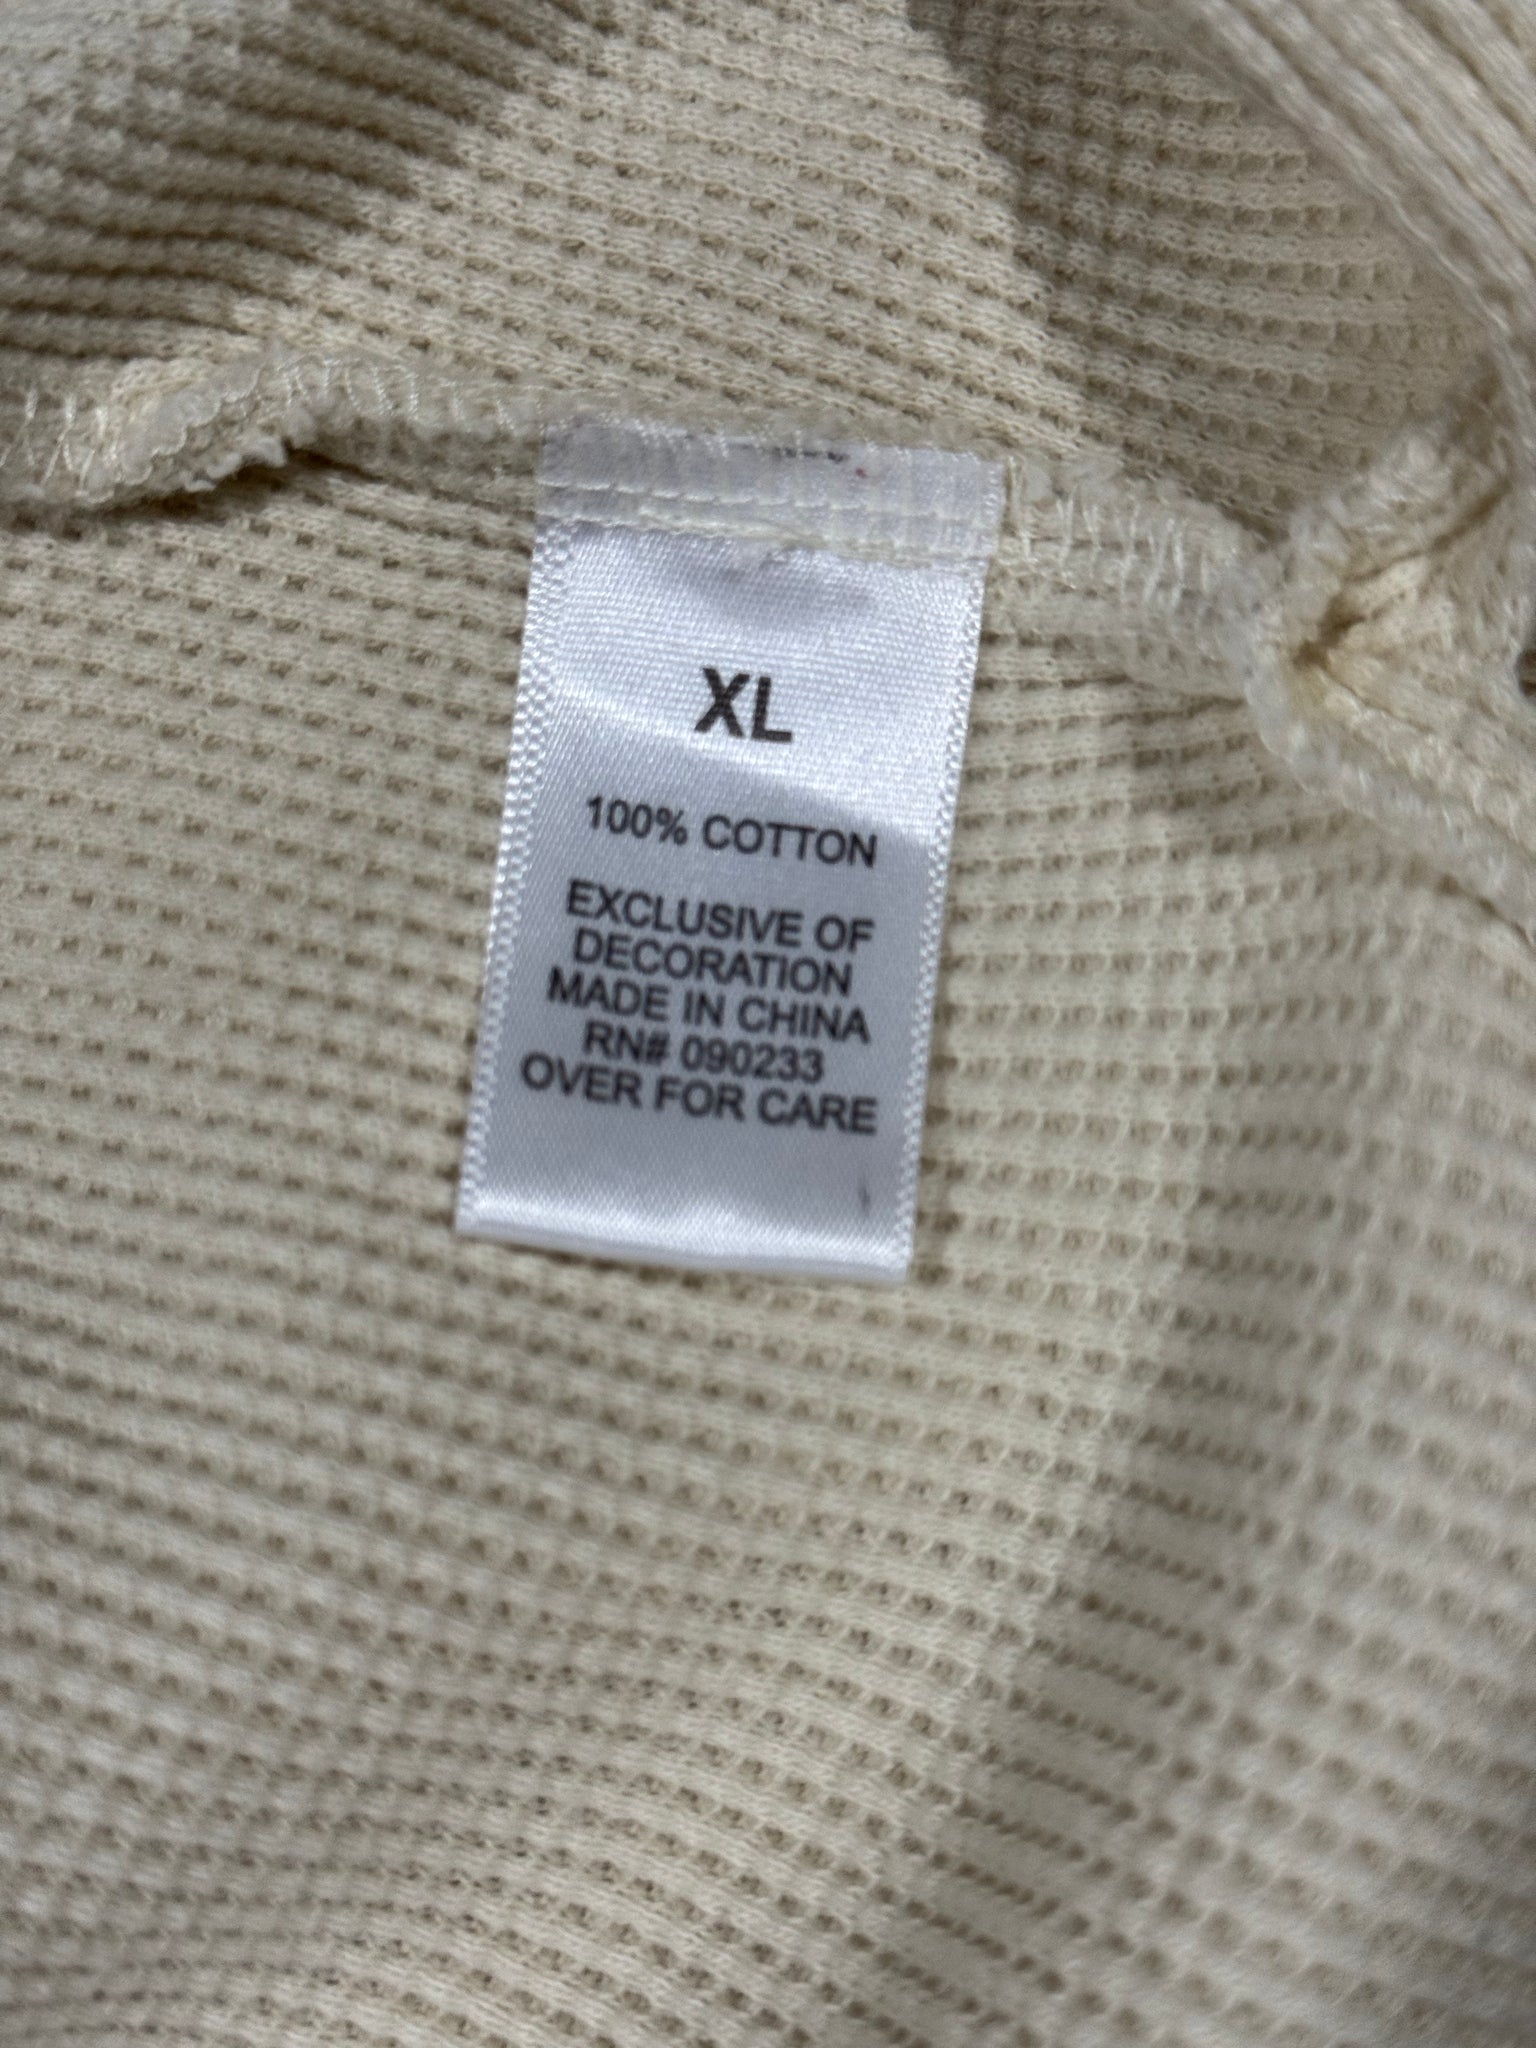 XL
100% COTTON
EXCLUSIVE OF
DECORATION
MADE IN CHINA
RN# 090233
OVER FOR CARE